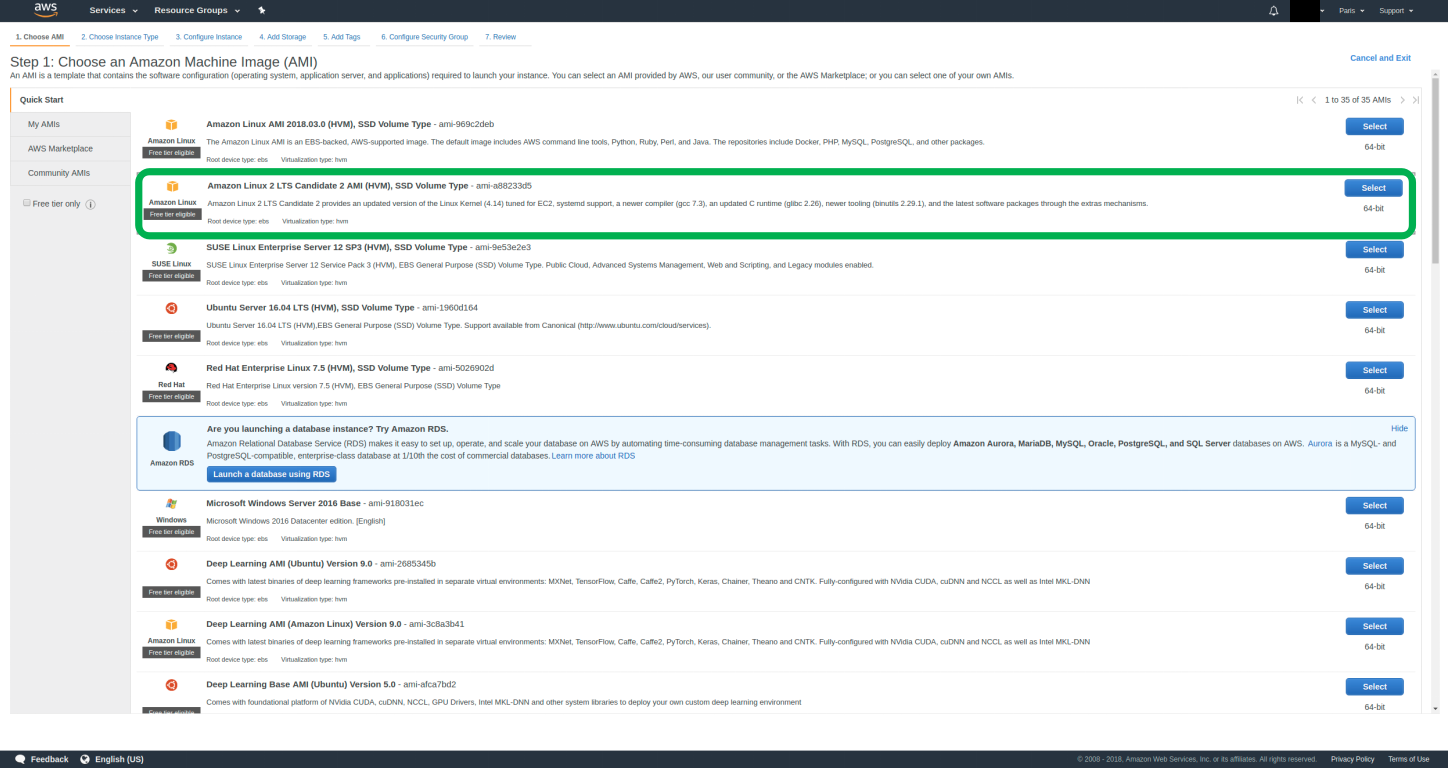 aws Services Resource Groups Paris Support
1. Choose AMI 2. Choose Instance Type 3. Configure Instance 4. Add Storage 5. Add Tags 6. Configure Security Group 7. Review
Step 1: Choose an Amazon Machine Image (AMI)
Cancel and Exit
An AMI is a template that contains the software configuration (operating system, application server, and applications) required to launch your instance. You can select an AMI provided by AWS, our user community, or the AWS Marketplace; or you can select one of your own AMIs.
Quick Start
My AMIs
AWS Marketplace
Community AMIs
Free tier only
1 to 35 of 35 AMIs
Amazon Linux
Free tier eligible
Amazon Linux AMI 2018.03.0 (HVM), SSD Volume Type - ami-969c2deb
The Amazon Linux AMI is an EBS-backed, AWS-supported image. The default image includes AWS command line tools, Python, Ruby, Perl, and Java. The repositories include Docker, PHP, MySQL, PostgreSQL, and other packages.
Root device type: ebs Virtualization type: hvm
Select
64-bit
Amazon Linux
Free tier eligible
Amazon Linux 2 LTS Candidate 2 AMI (HVM), SSD Volume Type - ami-a88233d5
Amazon Linux 2 LTS Candidate 2 provides an updated version of the Linux Kernel (4.14) tuned for EC2, systemd support, a newer compiler (gcc 7.3), an updated C runtime (glibc 2.26), newer tooling (binutils 2.29.1), and the latest software packages through the extras mechanisms.
Root device type: ebs Virtualization type: hvm
Select
64-bit
SUSE Linux
Free tier eligible
SUSE Linux Enterprise Server 12 SP3 (HVM), SSD Volume Type - ami-9e53e2e3
SUSE Linux Enterprise Server 12 Service Pack 3 (HVM), EBS General Purpose (SSD) Volume Type. Public Cloud, Advanced Systems Management, Web and Scripting, and Legacy modules enabled.
Root device type: ebs Virtualization type: hvm
Select
64-bit
Free tier eligible
Ubuntu Server 16.04 LTS (HVM), SSD Volume Type - ami-1960d164
Ubuntu Server 16.04 LTS (HVM),EBS General Purpose (SSD) Volume Type. Support available from Canonical (http://www.ubuntu.com/cloud/services).
Root device type: ebs Virtualization type: hvm
Select
64-bit
Red Hat
Free tier eligible
Red Hat Enterprise Linux 7.5 (HVM), SSD Volume Type - ami-5026902d
Red Hat Enterprise Linux version 7.5 (HVM), EBS General Purpose (SSD) Volume Type
Root device type: ebs Virtualization type: hvm
Select
64-bit
Amazon RDS
Are you launching a database instance? Try Amazon RDS.
Hide
Amazon Relational Database Service (RDS) makes it easy to set up, operate, and scale your database on AWS by automating time-consuming database management tasks. With RDS, you can easily deploy Amazon Aurora, MariaDB, MySQL, Oracle, PostgreSQL, and SQL Server databases on AWS. Aurora is a MySQL- and
PostgreSQL-compatible, enterprise-class database at 1/10th the cost of commercial databases. Learn more about RDS
Launch a database using RDS
Windows
Free tier eligible
Microsoft Windows Server 2016 Base - ami-918031ec
Microsoft Windows 2016 Datacenter edition. [English]
Root device type: ebs Virtualization type: hvm
Select
64-bit
Free tier eligible
Deep Learning AMI (Ubuntu) Version 9.0 - ami-2685345b
Comes with latest binaries of deep learning frameworks pre-installed in separate virtual environments: MXNet, TensorFlow, Caffe, Caffe2, PyTorch, Keras, Chainer, Theano and CNTK. Fully-configured with NVidia CUDA, cuDNN and NCCL as well as Intel MKL-DNN
Root device type: ebs Virtualization type: hvm
Select
64-bit
Amazon Linux
Free tier eligible
Deep Learning AMI (Amazon Linux) Version 9.0 - ami-3c8a3b41
Comes with latest binaries of deep learning frameworks pre-installed in separate virtual environments: MXNet, TensorFlow, Caffe, Caffe2, PyTorch, Keras, Chainer, Theano and CNTK. Fully-configured with NVidia CUDA, cuDNN and NCCL as well as Intel MKL-DNN
Root device type: ebs Virtualization type: hvm
Select
64-bit
Free tier eligible
Deep Learning Base AMI (Ubuntu) Version 5.0 - ami-afca7bd2
Comes with foundational platform of NVidia CUDA, cuDNN, NCCL, GPU Drivers, Intel MKL-DNN and other system libraries to deploy your own custom deep learning environment
Select
64-bit
Feedback English (US)
© 2008 - 2018, Amazon Web Services, Inc. or its affiliates. All rights reserved. Privacy Policy Terms of Use